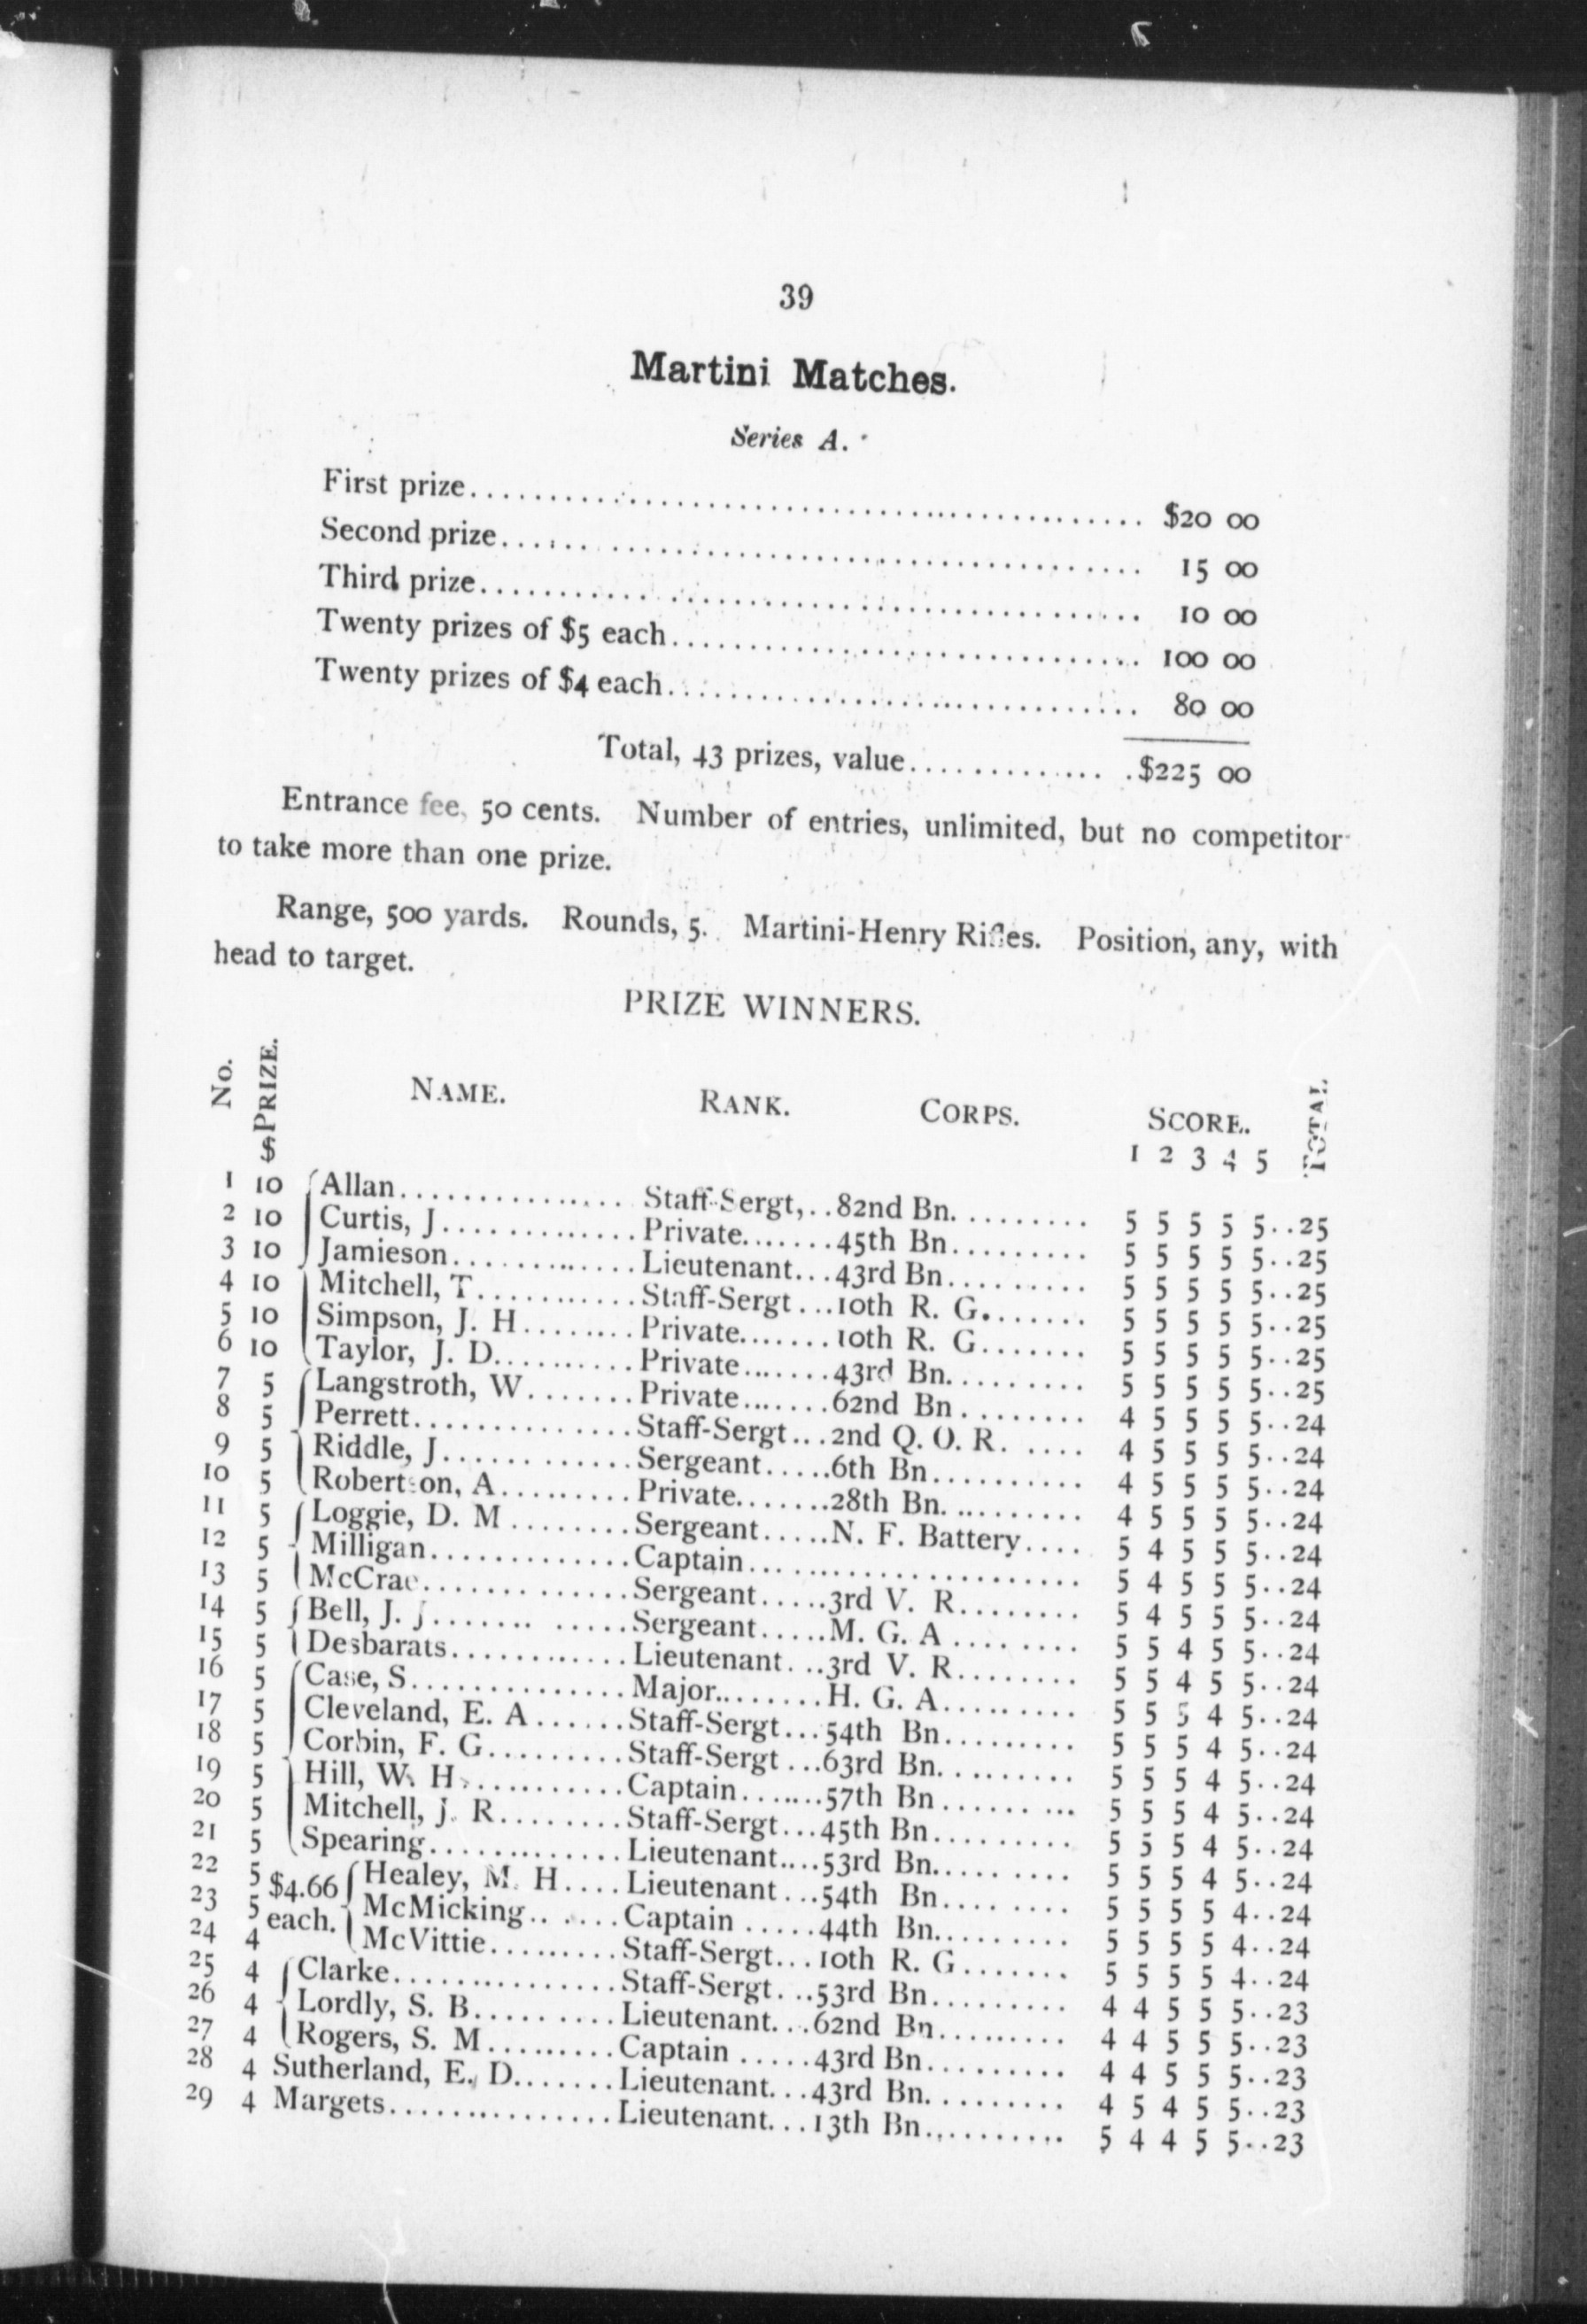 39
Martini Matches.
Series A.
First prize.......... $20 00
Second prize.......... 15 00
Third prize.......... 10 00
Twenty prizes of $5 each.......... 100 00
Twenty prizes of $4 each.......... 80 00
Total, 43 prizes, value.......... $225 00
Entrance fee, 50 cents. Number of entries, unlimited, but no competitor
to take more than one prize.
Range, 500 yards. Rounds, 5. Martini-Henry Rifles. Position, any, with
head to target.
PRIZE WINNERS.
No. $ PRIZE. NAME. RANK. CORPS. SCORE. TOTAL
1 2 3 4 5
1 10 Allan.......... Staff-Sergt,..82nd Bn.......... 5 5 5 5 5..25
2 10 Curtis, J.......... Private.......45th Bn.......... 5 5 5 5 5..25
3 10 Jamieson.......... Lieutenant...43rd Bn.......... 5 5 5 5 5..25
4 10 Mitchell, T.......... Staff-Sergt...10th R. G........ 5 5 5 5 5..25
5 10 Simpson, J. H........ Private.......10th R. G....... 5 5 5 5 5..25
6 10 Taylor, J. D.......... Private.......43rd Bn......... 5 5 5 5 5..25
7 5 Langstroth, W....... Private.......62nd Bn......... 4 5 5 5 5..24
8 5 Perrett.......... Staff-Sergt...2nd Q. O. R. .... 4 5 5 5 5..24
9 5 Riddle, J.......... Sergeant.....6th Bn.......... 4 5 5 5 5..24
10 5 Robertson, A......... Private.......28th Bn.......... 4 5 5 5 5..24
11 5 Loggie, D. M ........ Sergeant.....N. F. Battery.... 5 4 5 5 5..24
12 5 Milligan.......... Captain.......... 5 4 5 5 5..24
13 5 McCrae.......... Sergeant.....3rd V. R........ 5 4 5 5 5..24
14 5 Bell, J. J.......... Sergeant.....M. G. A ........ 5 5 4 5 5..24
15 5 Desbarats.......... Lieutenant...3rd V. R........ 5 5 4 5 5..24
16 5 Case, S.......... Major.........H. G. A......... 5 5 5 4 5..24
17 5 Cleveland, E. A ...... Staff-Sergt...54th Bn......... 5 5 5 4 5..24
18 5 Corbin, F. G......... Staff-Sergt...63rd Bn......... 5 5 5 4 5..24
19 5 Hill, W. H.......... Captain.......57th Bn......... 5 5 5 4 5..24
20 5 Mitchell, J. R........ Staff-Sergt...45th Bn......... 5 5 5 4 5..24
21 5 Spearing.......... Lieutenant....53rd Bn......... 5 5 5 4 5..24
22 5 $4.66 Healey, M. H.... Lieutenant...54th Bn......... 5 5 5 5 4..24
23 5 each. McMicking....... Captain .....44th Bn......... 5 5 5 5 4..24
24 4 McVittie......... Staff-Sergt...10th R. G....... 5 5 5 5 4..24
25 4 Clarke.......... Staff-Sergt...53rd Bn......... 4 4 5 5 5..23
26 4 Lordly, S. B......... Lieutenant...62nd Bn......... 4 4 5 5 5..23
27 4 Rogers, S. M......... Captain .....43rd Bn......... 4 4 5 5 5..23
28 4 Sutherland, E. D....... Lieutenant...43rd Bn......... 4 5 4 5 5..23
29 4 Margets.......... Lieutenant...13th Bn.......... 5 4 4 5 5..23